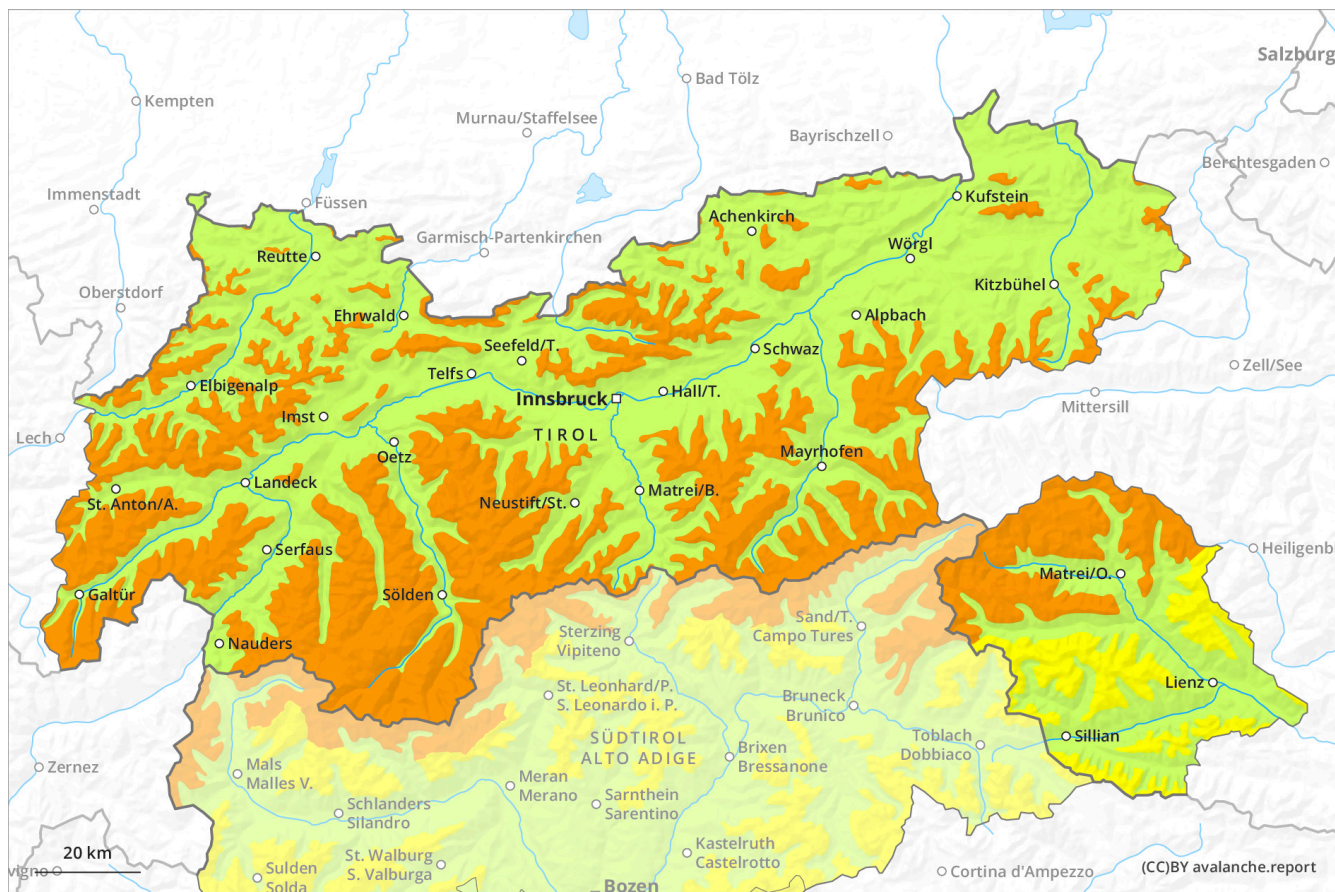 Salzburg
Bad Tölz
Kempten
Murnau/Staffelsee
Bayrischzell
Berchtesgaden
Immenstadt
Füssen
Kufstein
Achenkirch
Garmisch-Partenkirchen
Wörgl
Reutte
Kitzbühel
Oberstdorf
Ehrwald
Alpbach
Seefeld/T.
Schwaz
Zell/See
Telfs
Elbigenalp
Hall/T.
Innsbruck
Mittersill
Imst
TIROL
Lech
Oetz
Mayrhofen
Landeck
Matrei/B.
St. Anton/A.
Neustift/St.
Serfaus
Heiligenb
Matrei/O.
Galtür
Sölden
Sand/T.
Campo Tures
Sterzing
Vipiteno
Nauders
Lienz
St. Leonhard/P.
S. Leonardo i. P.
Bruneck
Brunico
SÜDTIROL
ALTO ADIGE
Toblach
Dobbiaco
Sillian
Brixen
Bressanone
Zernez
Mals
Malles V.
Meran
Merano
Sarnthein
Sarentino
Schlanders
Silandro
20 km
Kastelruth
Castelrotto
St. Walburg
S. Valburga
vigno
Sulden
Solda
Cortina d'Ampezzo
(CC)BY avalanche.report
Bozen